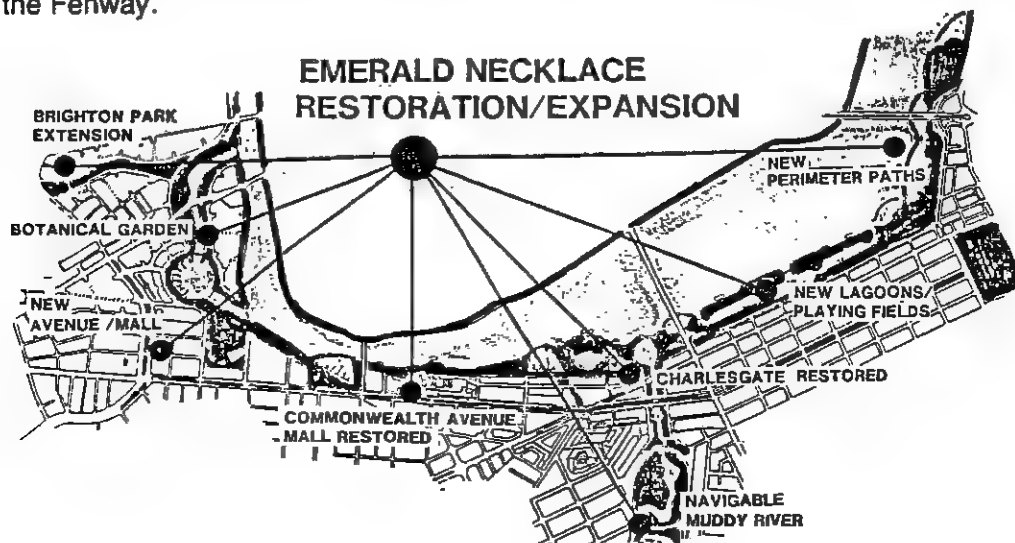 the Fenway.
EMERALD NECKLACE
RESTORATION/EXPANSION
BRIGHTON PARK
EXTENSION
NEW
PERIMETER PATHS
BOTANICAL GARDEN
NEW
AVENUE/MALL
NEW LAGOONS/
PLAYING FIELDS
CHARLESGATE RESTORED
COMMONWEALTH AVENUE
MALL RESTORED
NAVIGABLE
MUDDY RIVER